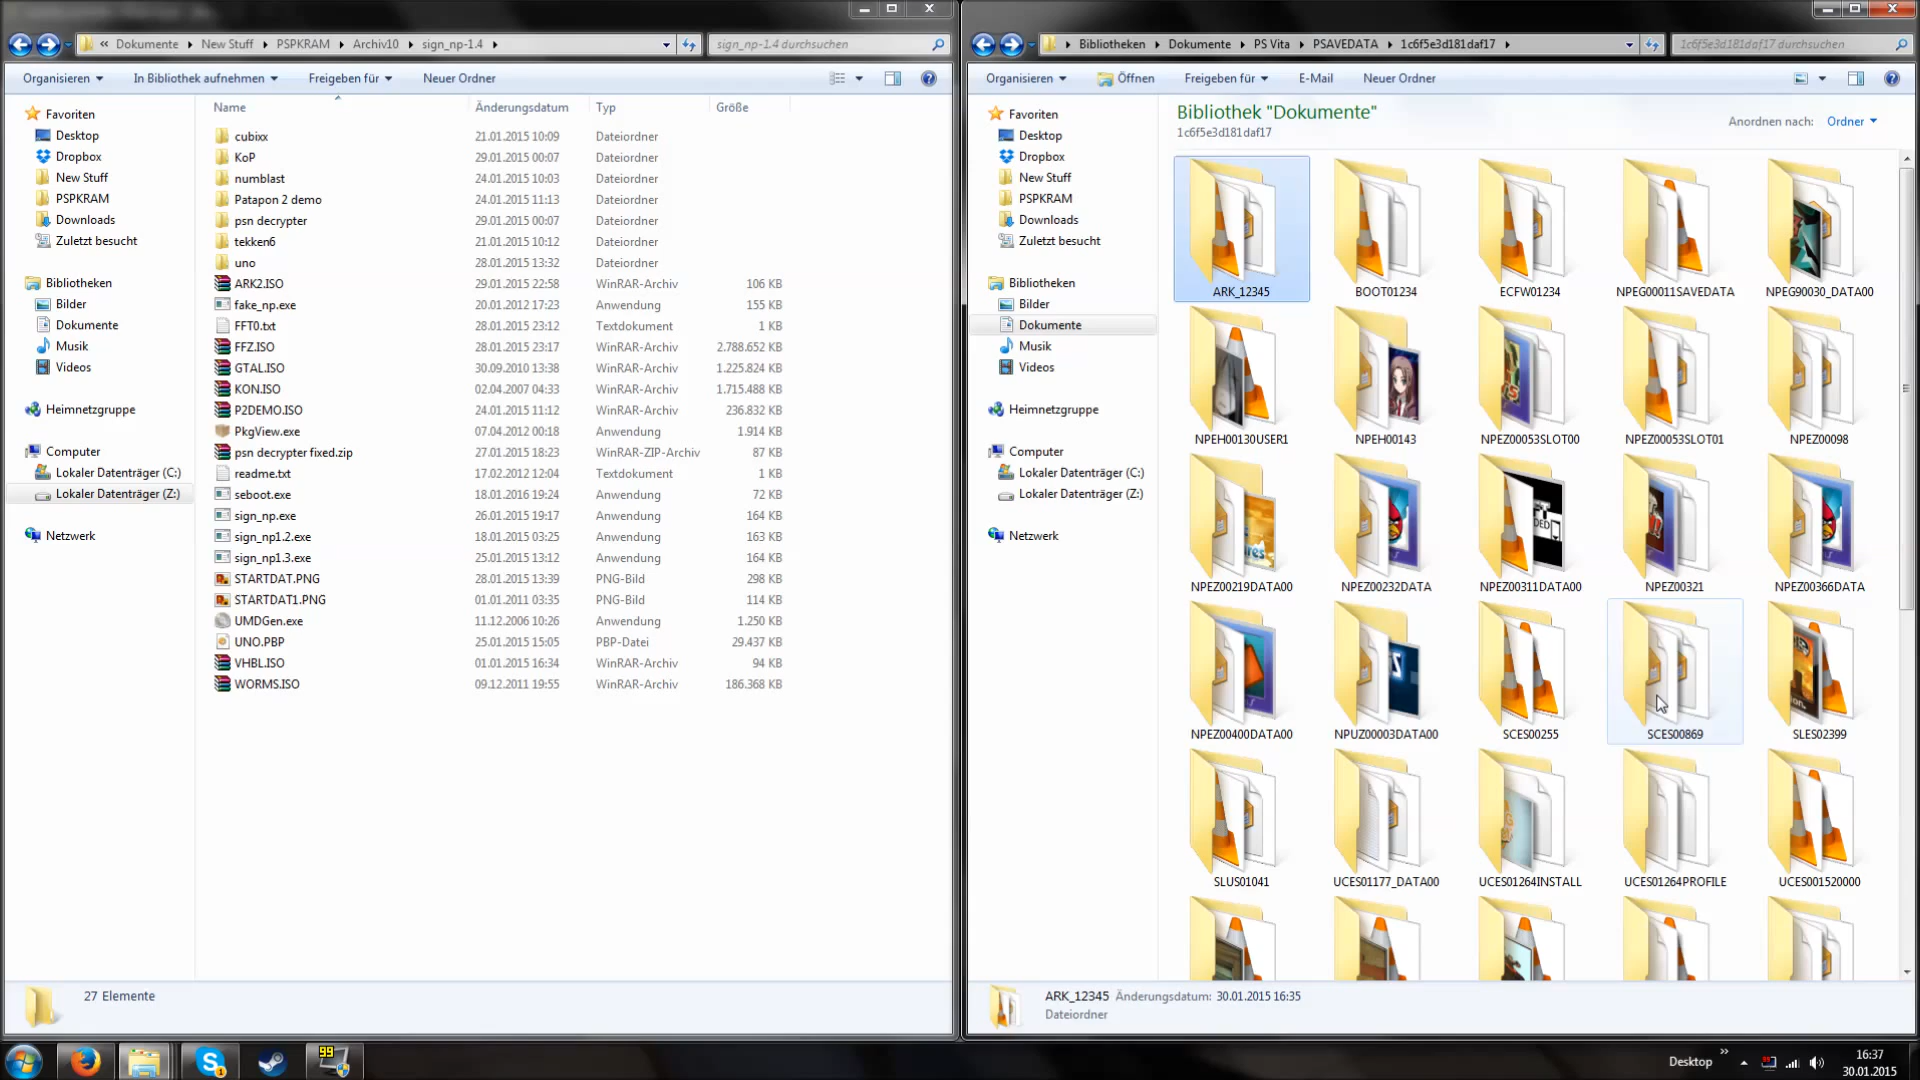 « Dokumente ▸ New Stuff ▸ PSPKRAM ▸ Archiv10 ▸ sign_np-1.4 ▸
sign_np-1.4 durchsuchen
Organisieren ▾ In Bibliothek aufnehmen ▾ Freigeben für ▾ Neuer Ordner
Favoriten
Desktop
Dropbox
New Stuff
PSPKRAM
Downloads
Zuletzt besucht
Bibliotheken
Bilder
Dokumente
Musik
Videos
Heimnetzgruppe
Computer
Lokaler Datenträger (C:)
Lokaler Datenträger (Z:)
Netzwerk
Name Änderungsdatum Typ Größe
cubixx 21.01.2015 10:09 Dateiordner
KoP 29.01.2015 00:07 Dateiordner
numblast 24.01.2015 10:03 Dateiordner
Patapon 2 demo 24.01.2015 11:13 Dateiordner
psn decrypter 29.01.2015 00:07 Dateiordner
tekken6 21.01.2015 10:12 Dateiordner
uno 28.01.2015 13:32 Dateiordner
ARK2.ISO 29.01.2015 22:58 WinRAR-Archiv 106 KB
fake_np.exe 20.01.2012 17:23 Anwendung 155 KB
FFT0.txt 28.01.2015 23:12 Textdokument 1 KB
FFZ.ISO 28.01.2015 23:17 WinRAR-Archiv 2.788.652 KB
GTAL.ISO 30.09.2010 13:38 WinRAR-Archiv 1.225.824 KB
KON.ISO 02.04.2007 04:33 WinRAR-Archiv 1.715.488 KB
P2DEMO.ISO 24.01.2015 11:12 WinRAR-Archiv 236.832 KB
PkgView.exe 07.04.2012 00:18 Anwendung 1.914 KB
psn decrypter fixed.zip 27.01.2015 18:23 WinRAR-ZIP-Archiv 87 KB
readme.txt 17.02.2012 12:04 Textdokument 1 KB
seboot.exe 18.01.2016 19:24 Anwendung 72 KB
sign_np.exe 26.01.2015 19:17 Anwendung 164 KB
sign_np1.2.exe 18.01.2015 03:25 Anwendung 163 KB
sign_np1.3.exe 25.01.2015 13:12 Anwendung 164 KB
STARTDAT.PNG 28.01.2015 13:39 PNG-Bild 298 KB
STARTDAT1.PNG 01.01.2011 03:35 PNG-Bild 114 KB
UMDGen.exe 11.12.2006 10:26 Anwendung 1.250 KB
UNO.PBP 25.01.2015 15:05 PBP-Datei 29.437 KB
VHBL.ISO 01.01.2015 16:34 WinRAR-Archiv 94 KB
WORMS.ISO 09.12.2011 19:55 WinRAR-Archiv 186.368 KB
27 Elemente
▸ Bibliotheken ▸ Dokumente ▸ PS Vita ▸ PSAVEDATA ▸ 1c6f5e3d181daf17 ▸
1c6f5e3d181daf17 durchsuchen
Organisieren ▾ Öffnen Freigeben für ▾ E-Mail Neuer Ordner
Favoriten
Desktop
Dropbox
New Stuff
PSPKRAM
Downloads
Zuletzt besucht
Bibliotheken
Bilder
Dokumente
Musik
Videos
Heimnetzgruppe
Computer
Lokaler Datenträger (C:)
Lokaler Datenträger (Z:)
Netzwerk
Bibliothek "Dokumente"
1c6f5e3d181daf17
Anordnen nach: Ordner ▾
ARK_12345 BOOT01234 ECFW01234 NPEG00011SAVEDATA NPEG90030_DATA00
NPEH00130USER1 NPEH00143 NPEZ00053SLOT00 NPEZ00053SLOT01 NPEZ00098
NPEZ00219DATA00 NPEZ00232DATA NPEZ00311DATA00 NPEZ00321 NPEZ00366DATA
NPEZ00400DATA00 NPUZ00003DATA00 SCES00255 SCES00869 SLES02399
SLUS01041 UCES01177_DATA00 UCES01264INSTALL UCES01264PROFILE UCES001520000
ARK_12345 Änderungsdatum: 30.01.2015 16:35
Dateiordner
99
1
Desktop »
16:37
30.01.2015